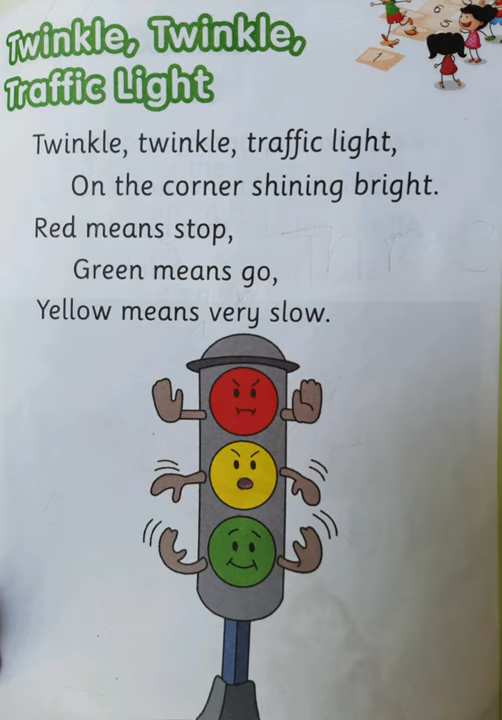 Twinkle, Twinkle,
Traffic Light
Twinkle, twinkle, traffic light,
On the corner shining bright.
Red means stop,
Green means go,
Yellow means very slow.